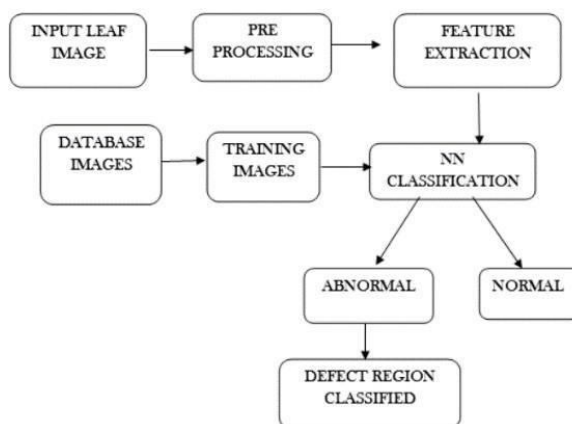 INPUT LEAF
IMAGE
PRE
PROCESSING
FEATURE
EXTRACTION
DATABASE
IMAGES
TRAINING
IMAGES
NN
CLASSIFICATION
ABNORMAL
NORMAL
DEFECT REGION
CLASSIFIED